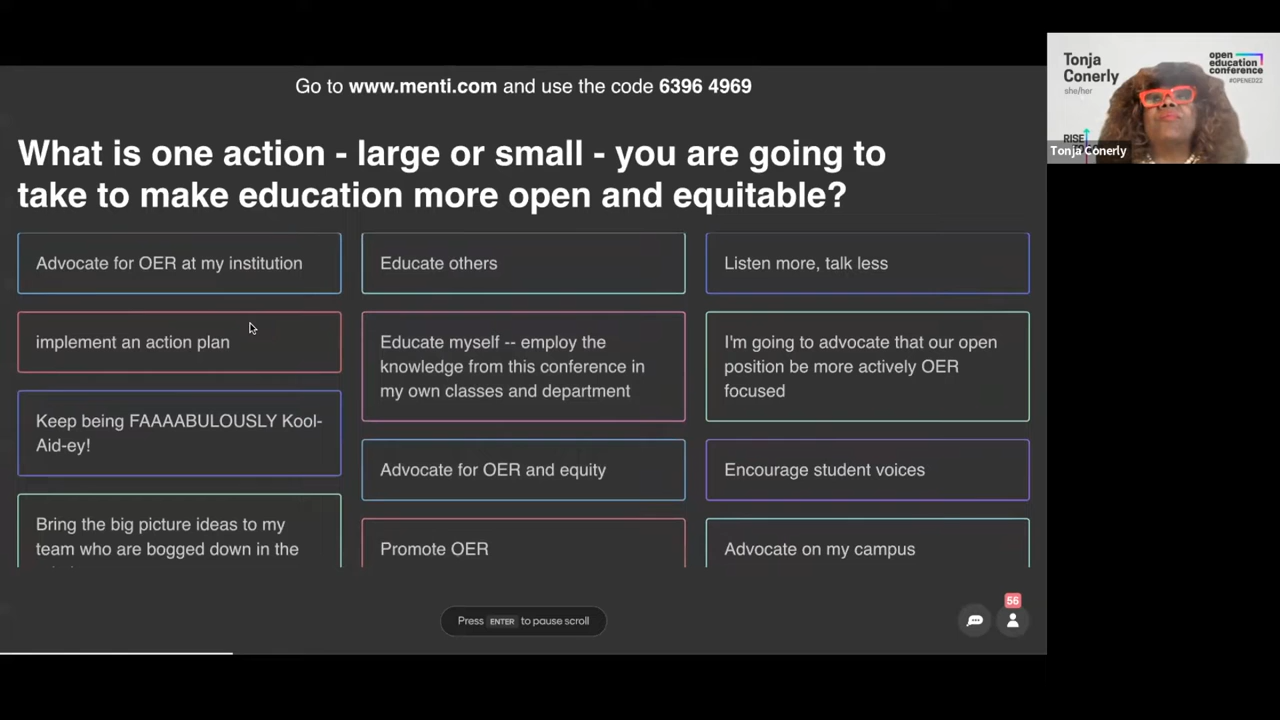 Go to www.menti.com and use the code 6396 4969
What is one action - large or small - you are going to
take to make education more open and equitable?
Advocate for OER at my institution
implement an action plan
Keep being FAAAABULOUSLY Kool-
Aid-ey!
Bring the big picture ideas to my
team who are bogged down in the
Educate others
Educate myself -- employ the
knowledge from this conference in
my own classes and department
Advocate for OER and equity
Promote OER
Listen more, talk less
I'm going to advocate that our open
position be more actively OER
focused
Encourage student voices
Advocate on my campus
Press ENTER to pause scroll
56
Tonja
Conerly
she/her
open
education
conference
#OPENED22
RISE
Tonja Conerly